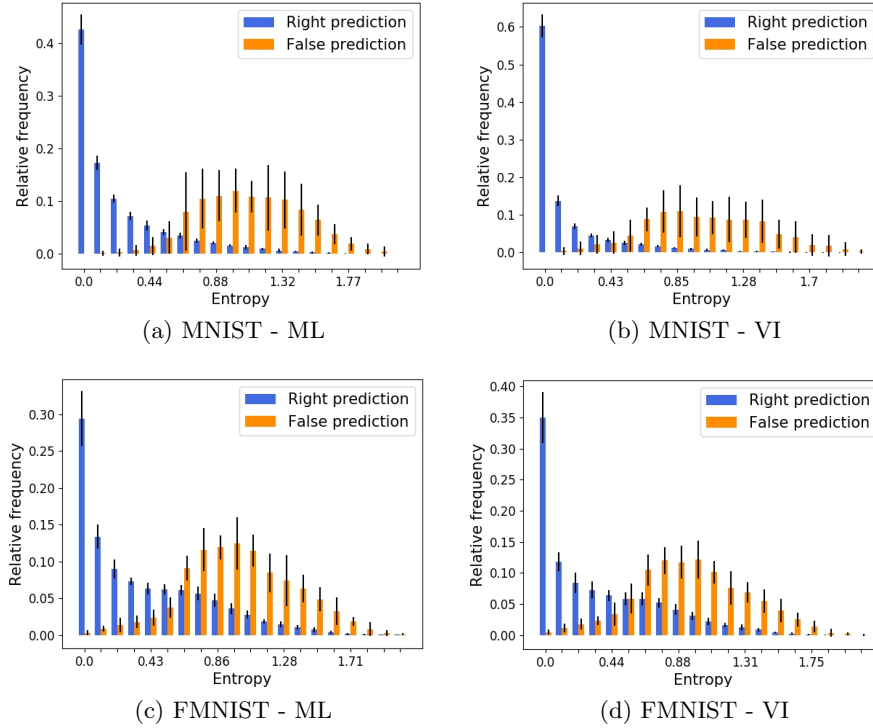 Right prediction
False prediction
Relative frequency
0.4
0.3
0.2
0.1
0.0
0.0 0.44 0.88 1.32 1.77
Entropy
(a) MNIST - ML
Right prediction
False prediction
Relative frequency
0.6
0.5
0.4
0.3
0.2
0.1
0.0
0.0 0.43 0.85 1.28 1.7
Entropy
(b) MNIST - VI
Right prediction
False prediction
Relative frequency
0.30
0.25
0.20
0.15
0.10
0.05
0.00
0.0 0.43 0.86 1.28 1.71
Entropy
(c) FMNIST - ML
Right prediction
False prediction
Relative frequency
0.40
0.35
0.30
0.25
0.20
0.15
0.10
0.05
0.00
0.0 0.44 0.88 1.31 1.75
Entropy
(d) FMNIST - VI